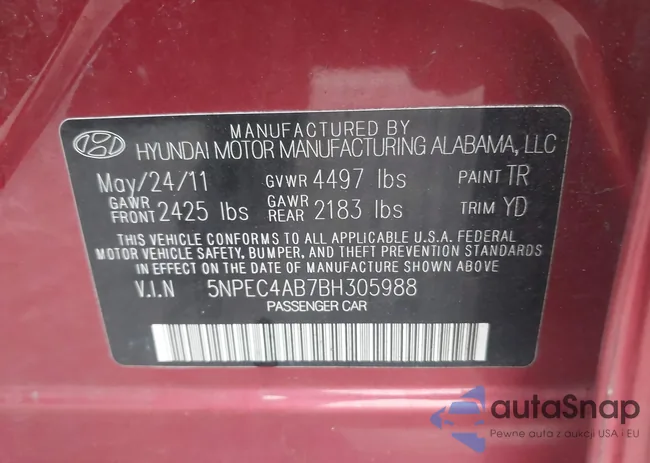 MANUFACTURED BY
HYUNDAI MOTOR MANUFACTURING ALABAMA, LLC
May/24/11 GVWR 4497 lbs PAINT TR
GAWR FRONT 2425 lbs GAWR REAR 2183 lbs TRIM YD
THIS VEHICLE CONFORMS TO ALL APPLICABLE U.S.A. FEDERAL
MOTOR VEHICLE SAFETY, BUMPER, AND THEFT PREVENTION STANDARDS
IN EFFECT ON THE DATE OF MANUFACTURE SHOWN ABOVE
V.I.N 5NPEC4AB7BH305988
PASSENGER CAR
autaSnap
Pewne auta z aukcji USA i EU